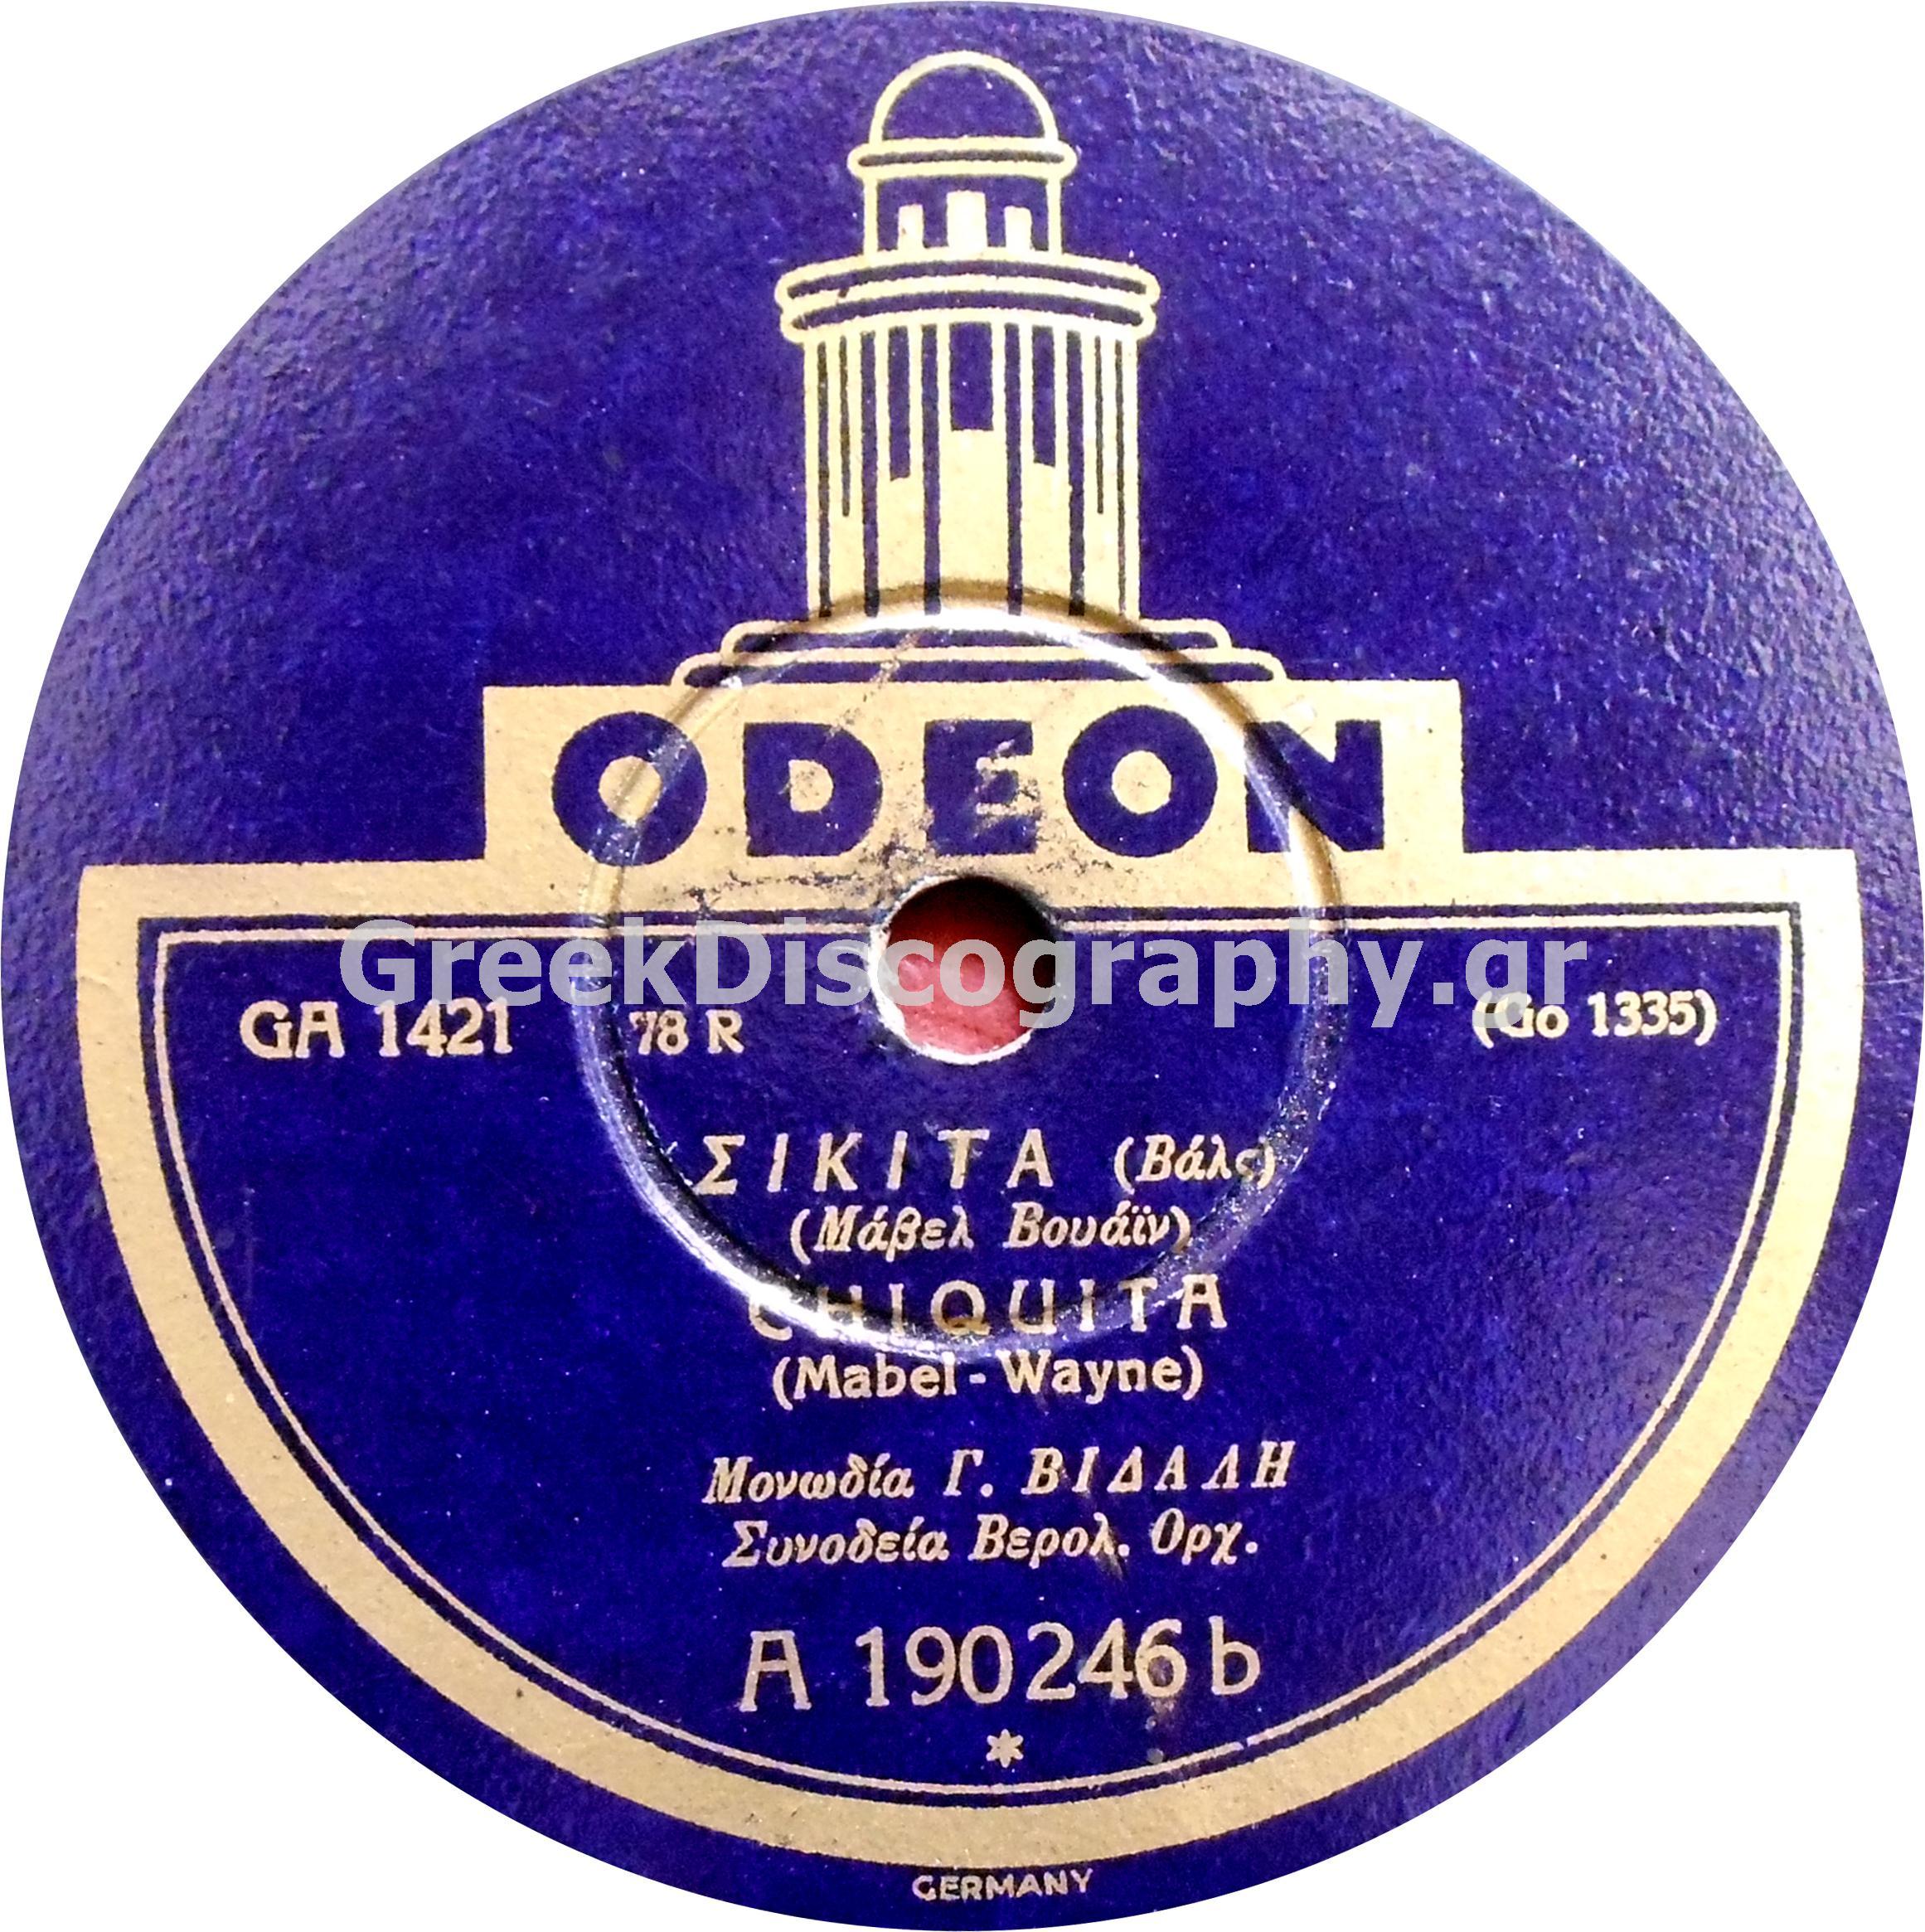 ODEON
GreekDiscography.gr
GA 1421 78 R (Go 1335)
ΣΙΚΙΤΑ (Βάλς)
(Μάβελ Βουάϊν)
CHIQUITA
(Mabel-Wayne)
Μονωδία Γ. ΒΙΔΑΛΗ
Συνοδεία Βερολ. Ορχ.
A 190246 b
*
GERMANY